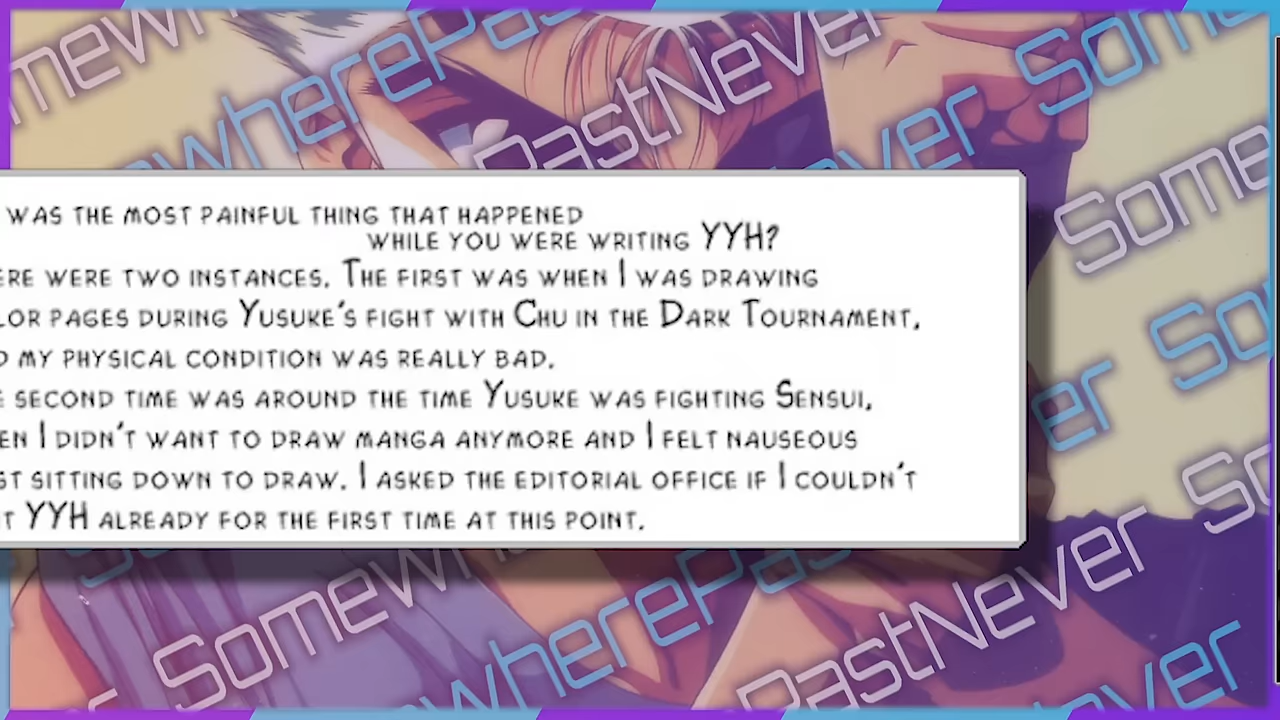 SomewherePastNever
SomewherePastNever
WAS THE MOST PAINFUL THING THAT HAPPENED
WHILE YOU WERE WRITING YYH?
ERE WERE TWO INSTANCES. THE FIRST WAS WHEN I WAS DRAWING
LOR PAGES DURING YUSUKE'S FIGHT WITH CHU IN THE DARK TOURNAMENT,
D MY PHYSICAL CONDITION WAS REALLY BAD.
E SECOND TIME WAS AROUND THE TIME YUSUKE WAS FIGHTING SENSUI,
EN I DIDN'T WANT TO DRAW MANGA ANYMORE AND I FELT NAUSEOUS
ST SITTING DOWN TO DRAW. I ASKED THE EDITORIAL OFFICE IF I COULDN'T
T YYH ALREADY FOR THE FIRST TIME AT THIS POINT.
SomewherePastNever